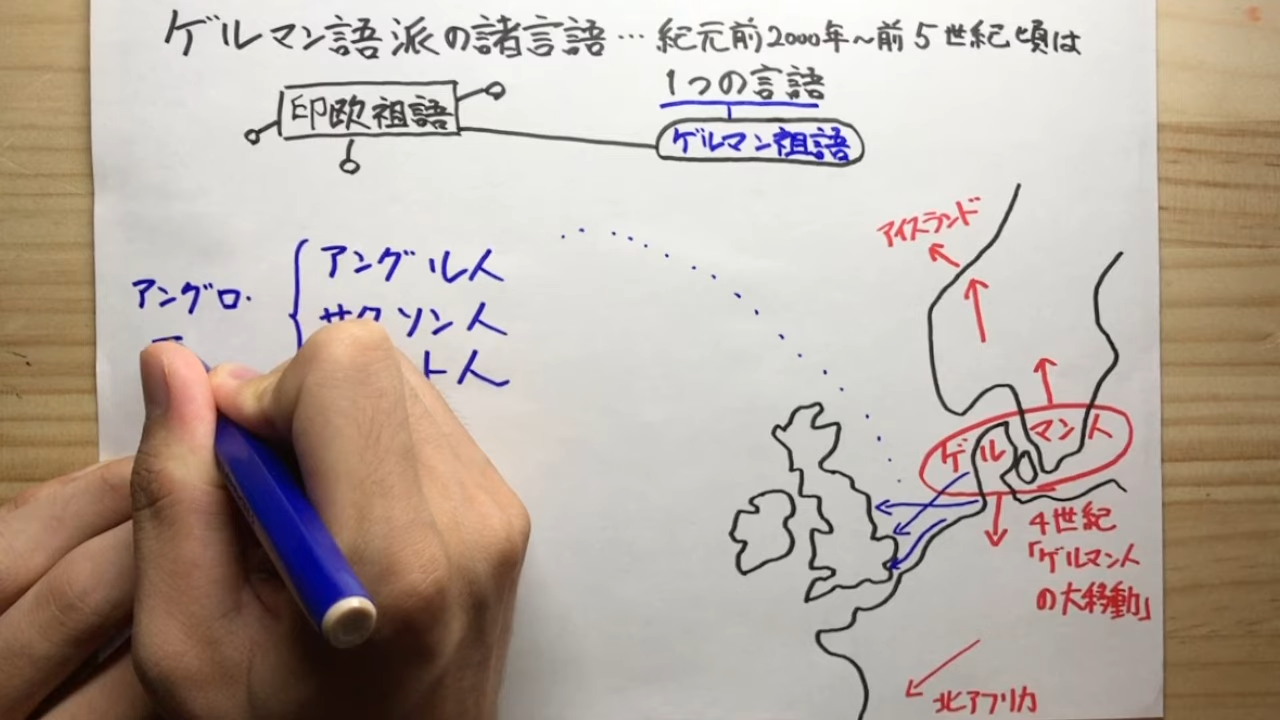 ゲルマン語派の諸言語…紀元前2000年〜前5世紀頃は
1つの言語
印欧祖語
ゲルマン祖語
アイスランド
アングロ・
アングル人
サクソン人
ト人
ゲルマン人
4世紀
「ゲルマン人
の大移動」
北アフリカ